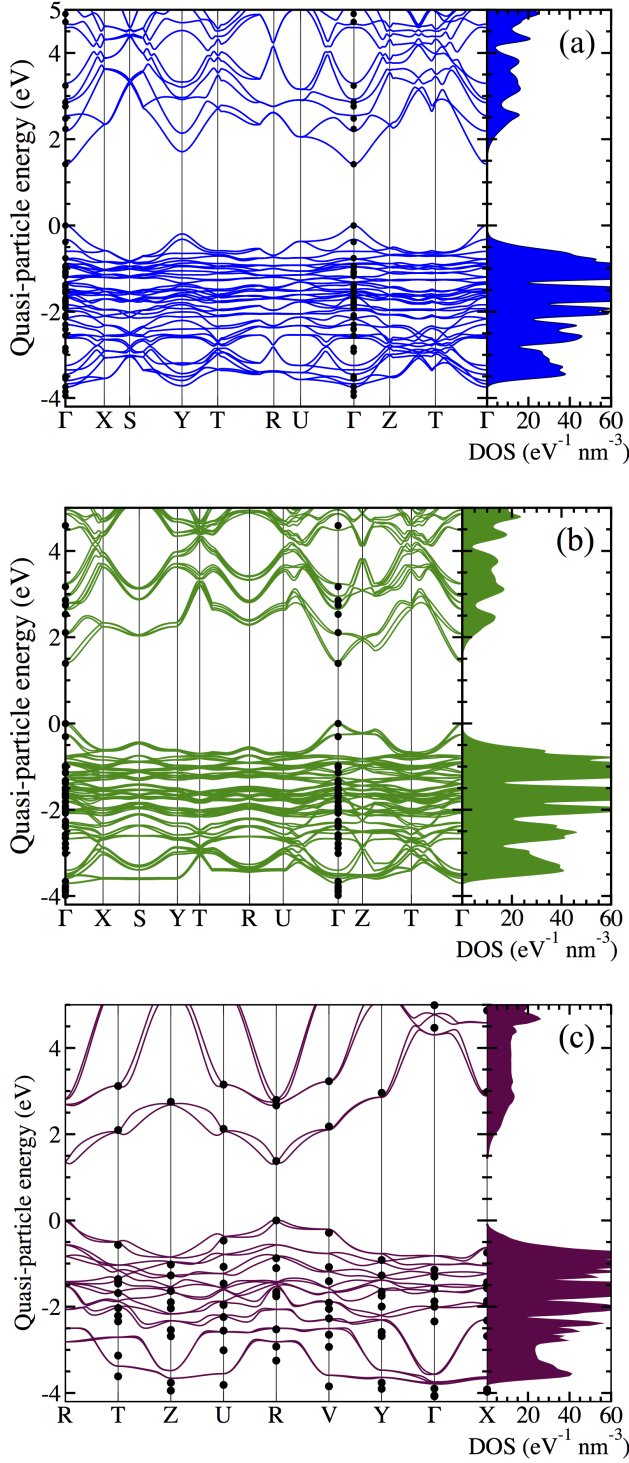 5
(a)
4
2
0
-2
-4
Quasi-particle energy (eV)
Γ X S Y T R U Γ Z T Γ
20 40 60
DOS (eV⁻¹ nm⁻³)
(b)
4
2
0
-2
-4
Quasi-particle energy (eV)
Γ X S Y T R U Γ Z T Γ
20 40 60
DOS (eV⁻¹ nm⁻³)
(c)
4
2
0
-2
-4
Quasi-particle energy (eV)
R T Z U R V Y Γ X
20 40 60
DOS (eV⁻¹ nm⁻³)